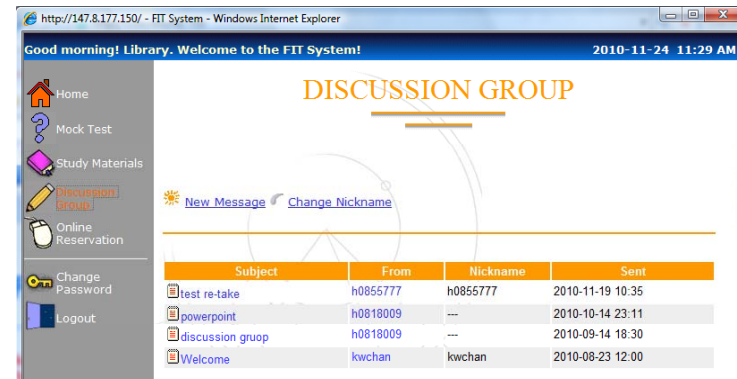 http://147.8.177.150/ - FIT System - Windows Internet Explorer
Good morning! Library. Welcome to the FIT System! 2010-11-24 11:29 AM
Home
Mock Test
Study Materials
Discussion
Group
Online
Reservation
Change
Password
Logout
DISCUSSION GROUP
New Message Change Nickname
Subject From Nickname Sent
test re-take h0855777 h0855777 2010-11-19 10:35
powerpoint h0818009 --- 2010-10-14 23:11
discussion gruop h0818009 --- 2010-09-14 18:30
Welcome kwchan kwchan 2010-08-23 12:00